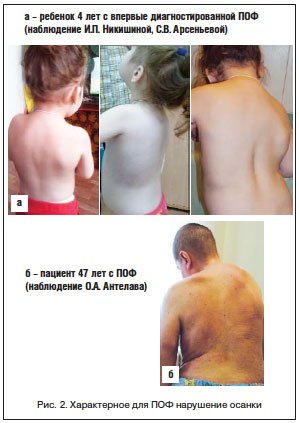 а – ребенок 4 лет с впервые диагностированной ПОФ
(наблюдение И.П. Никишиной, С.В. Арсеньевой)
а
б – пациент 47 лет с ПОФ
(наблюдение О.А. Антелава)
б
Рис. 2. Характерное для ПОФ нарушение осанки